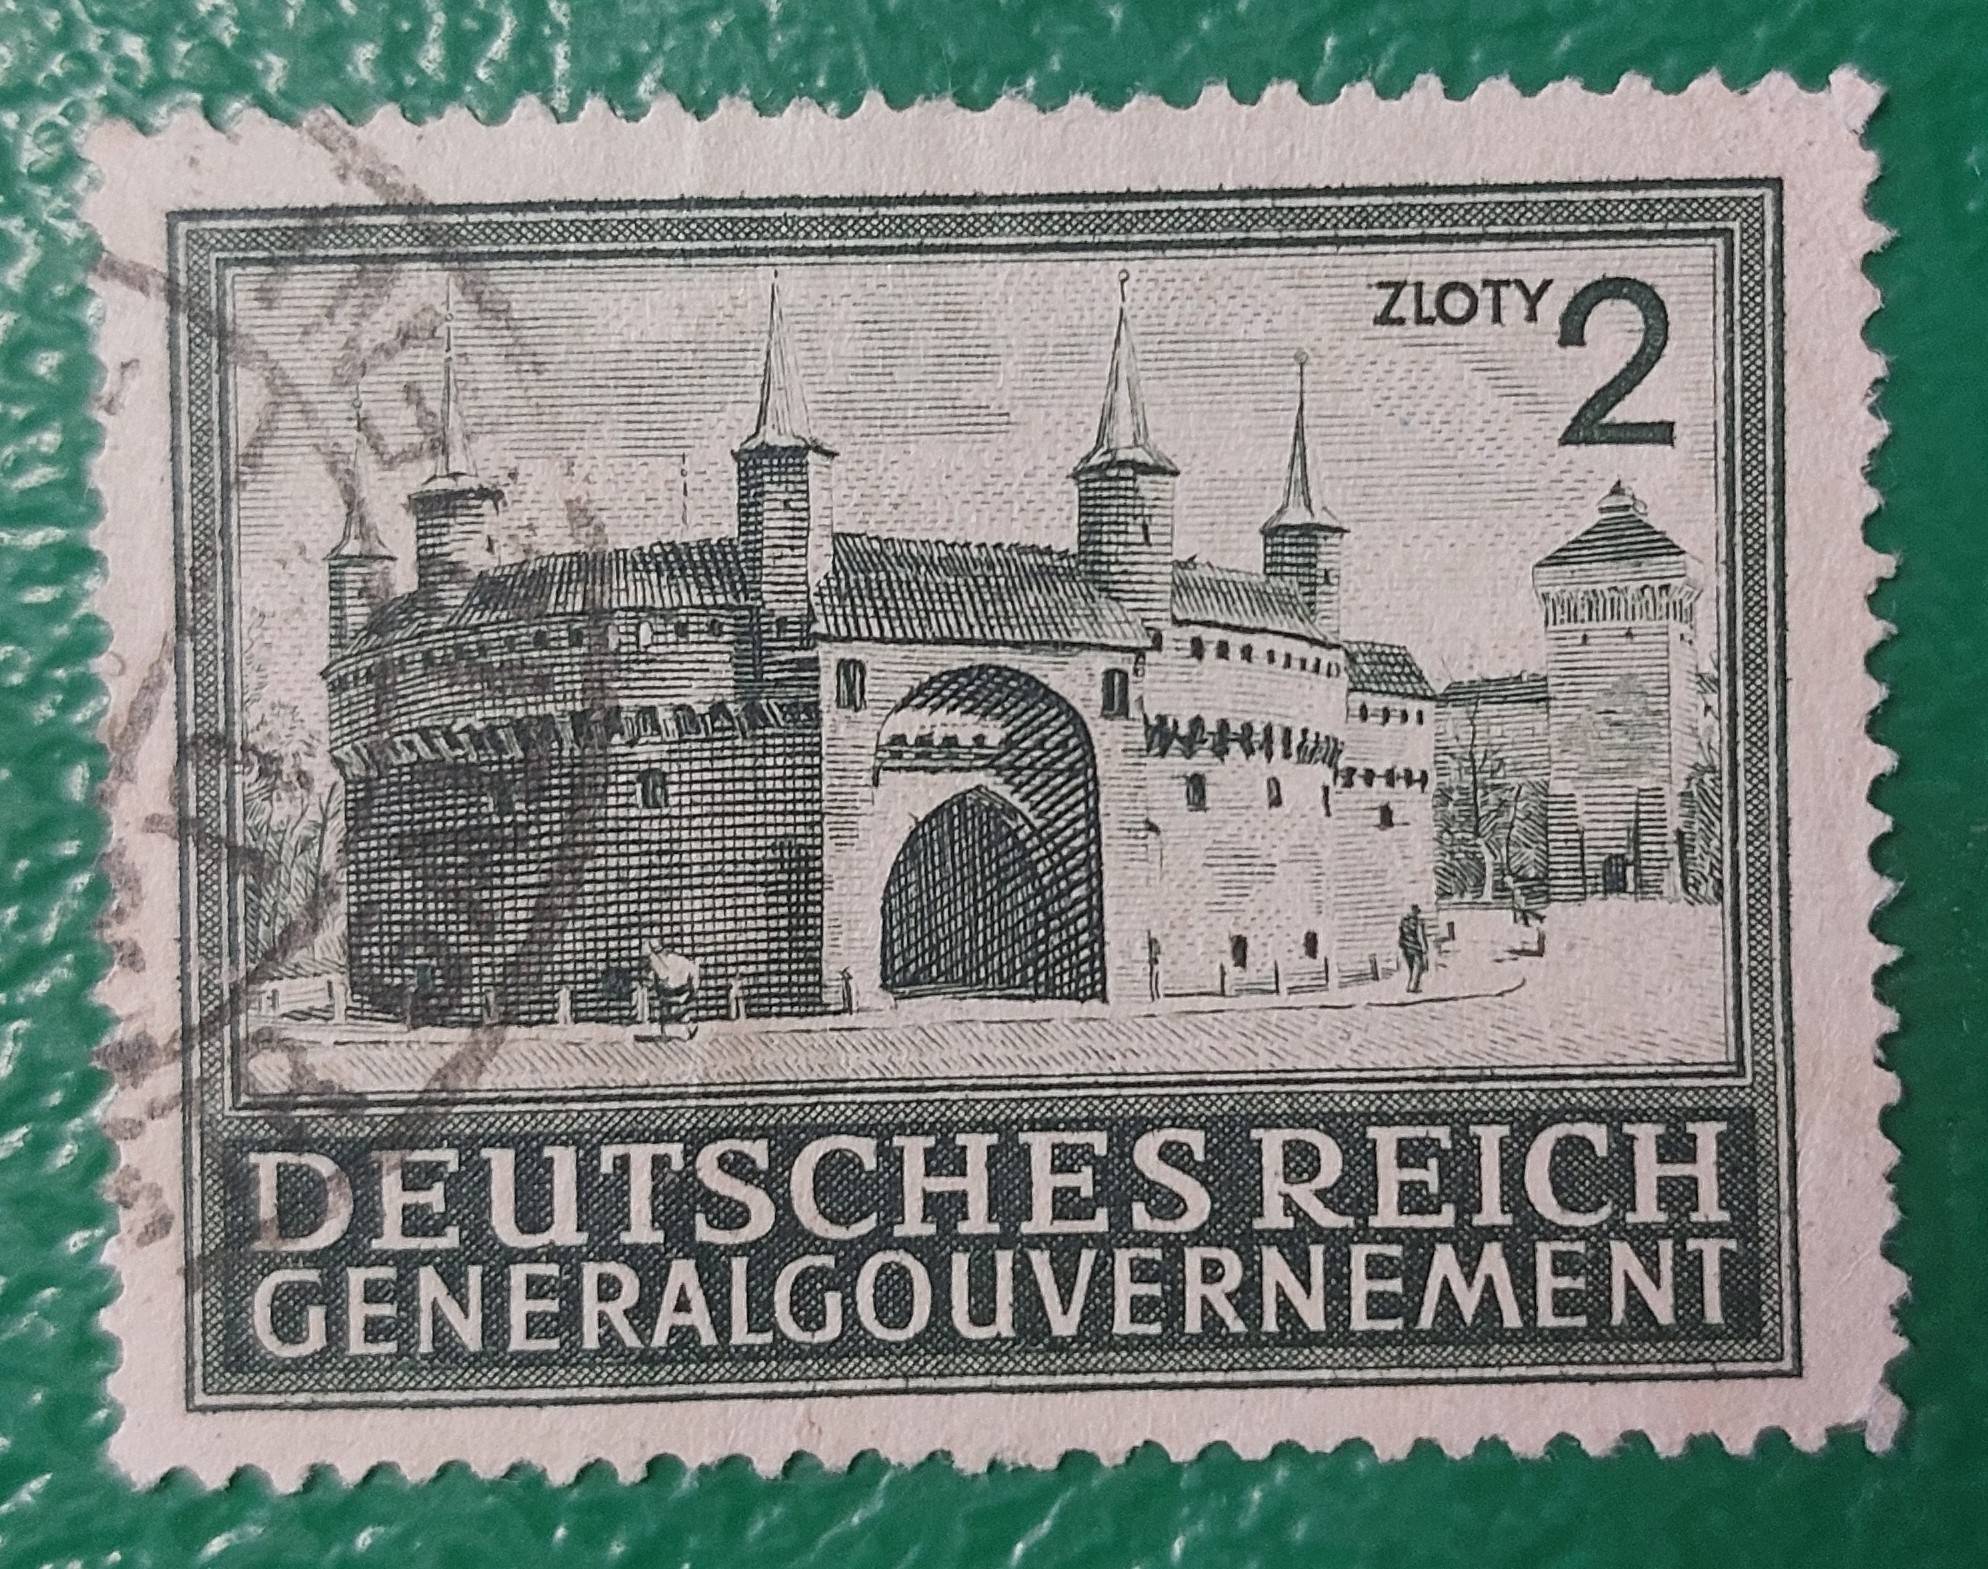 ZLOTY 2
DEUTSCHES REICH
GENERALGOUVERNEMENT